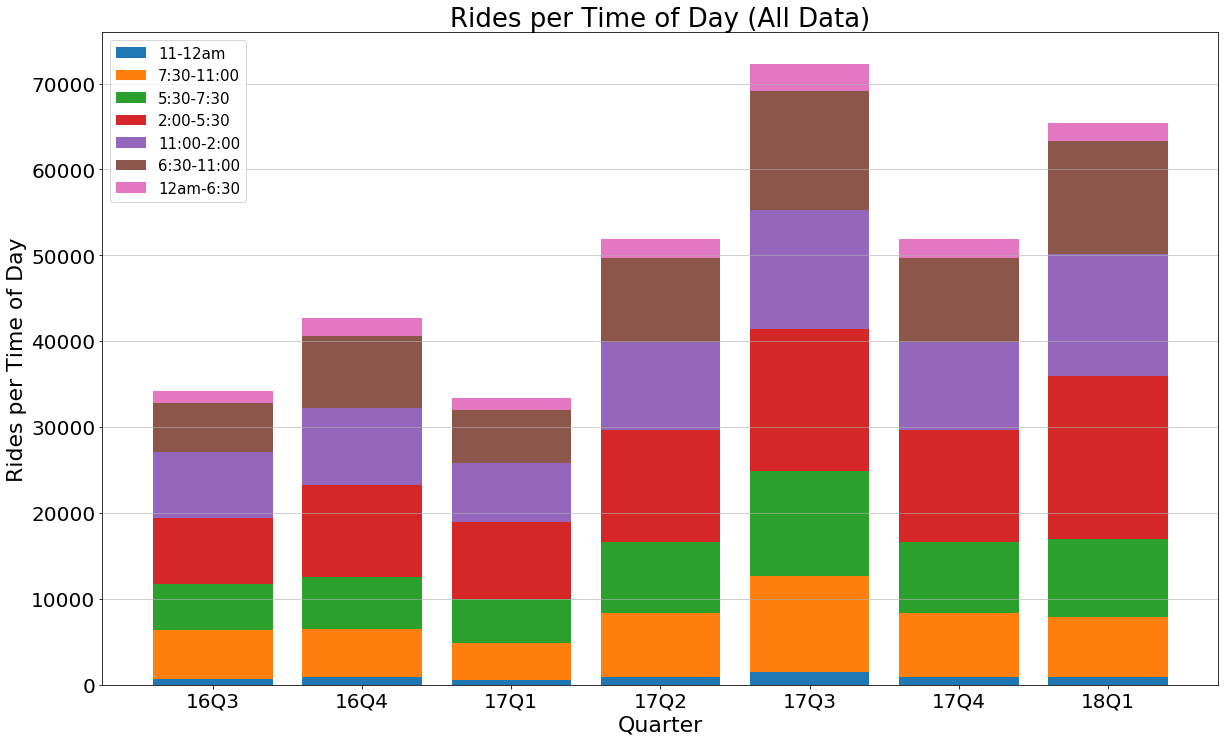 Rides per Time of Day (All Data)
11-12am
7:30-11:00
5:30-7:30
2:00-5:30
11:00-2:00
6:30-11:00
12am-6:30
Rides per Time of Day
70000
60000
50000
40000
30000
20000
10000
0
16Q3 16Q4 17Q1 17Q2 17Q3 17Q4 18Q1
Quarter